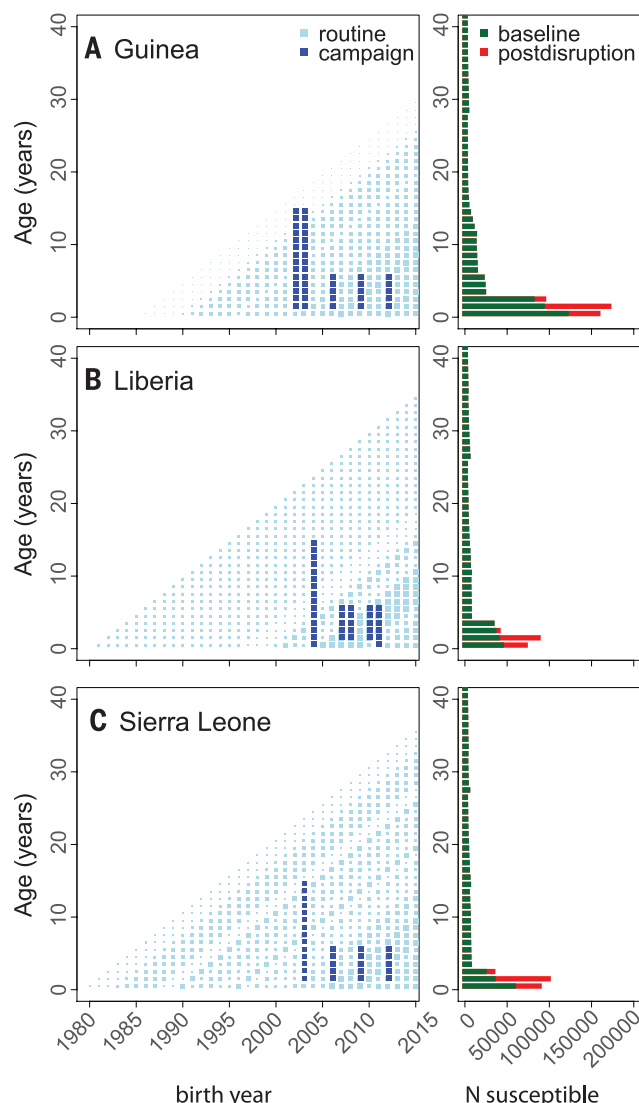 A Guinea
routine
campaign
baseline
postdisruption
Age (years)
0 10 20 30 40
0 10 20 30 40
B Liberia
Age (years)
0 10 20 30 40
0 10 20 30 40
C Sierra Leone
Age (years)
0 10 20 30 40
0 10 20 30 40
1980 1985 1990 1995 2000 2005 2010 2015
0 50000 100000 150000 200000
birth year
N susceptible